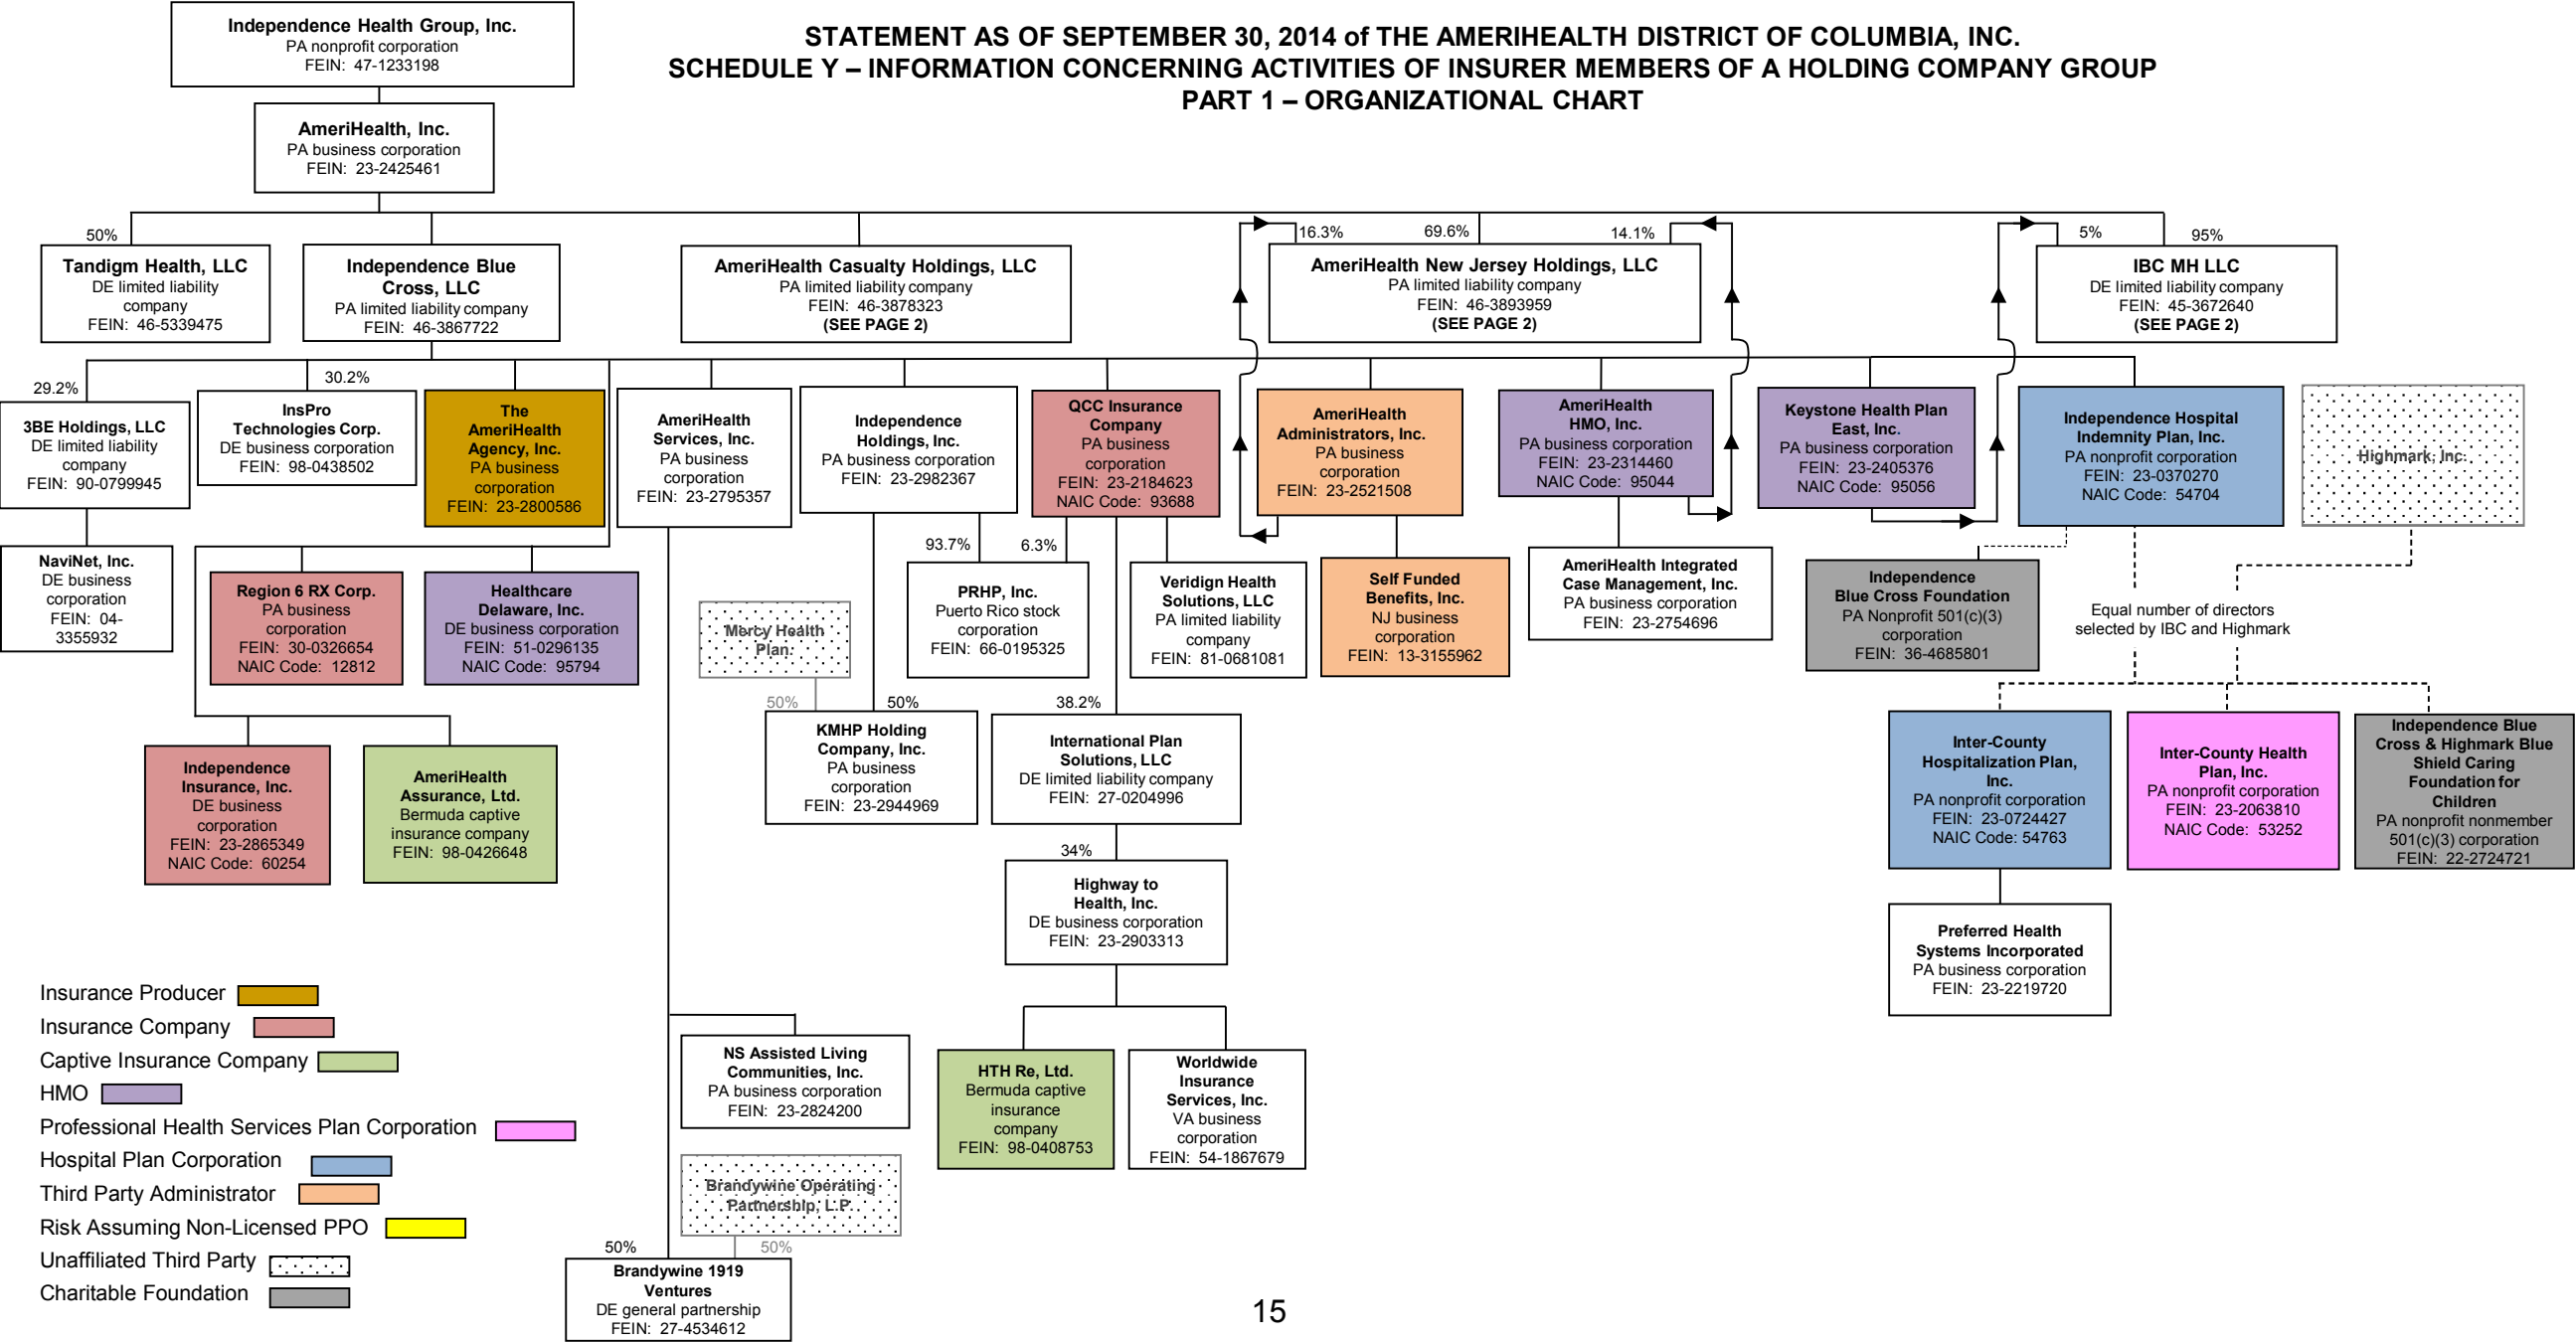 Independence Health Group, Inc.
PA nonprofit corporation
FEIN: 47-1233198
STATEMENT AS OF SEPTEMBER 30, 2014 of THE AMERIHEALTH DISTRICT OF COLUMBIA, INC.
SCHEDULE Y – INFORMATION CONCERNING ACTIVITIES OF INSURER MEMBERS OF A HOLDING COMPANY GROUP
PART 1 – ORGANIZATIONAL CHART
AmeriHealth, Inc.
PA business corporation
FEIN: 23-2425461
50%
Tandigm Health, LLC
DE limited liability
company
FEIN: 46-5339475
Independence Blue
Cross, LLC
PA limited liability company
FEIN: 46-3867722
AmeriHealth Casualty Holdings, LLC
PA limited liability company
FEIN: 46-3878323
(SEE PAGE 2)
16.3%
69.6%
14.1%
AmeriHealth New Jersey Holdings, LLC
PA limited liability company
FEIN: 46-3893959
(SEE PAGE 2)
5%
95%
IBC MH LLC
DE limited liability company
FEIN: 45-3672640
(SEE PAGE 2)
29.2%
3BE Holdings, LLC
DE limited liability
company
FEIN: 90-0799945
30.2%
InsPro
Technologies Corp.
DE business corporation
FEIN: 98-0438502
The
AmeriHealth
Agency, Inc.
PA business
corporation
FEIN: 23-2800586
AmeriHealth
Services, Inc.
PA business
corporation
FEIN: 23-2795357
Independence
Holdings, Inc.
PA business corporation
FEIN: 23-2982367
QCC Insurance
Company
PA business
corporation
FEIN: 23-2184623
NAIC Code: 93688
AmeriHealth
Administrators, Inc.
PA business
corporation
FEIN: 23-2521508
AmeriHealth
HMO, Inc.
PA business corporation
FEIN: 23-2314460
NAIC Code: 95044
Keystone Health Plan
East, Inc.
PA business corporation
FEIN: 23-2405376
NAIC Code: 95056
Independence Hospital
Indemnity Plan, Inc.
PA nonprofit corporation
FEIN: 23-0370270
NAIC Code: 54704
Highmark, Inc.
NaviNet, Inc.
DE business
corporation
FEIN: 04-
3355932
Region 6 RX Corp.
PA business
corporation
FEIN: 30-0326654
NAIC Code: 12812
Healthcare
Delaware, Inc.
DE business corporation
FEIN: 51-0296135
NAIC Code: 95794
Mercy Health
Plan
93.7%
6.3%
PRHP, Inc.
Puerto Rico stock
corporation
FEIN: 66-0195325
Veridign Health
Solutions, LLC
PA limited liability
company
FEIN: 81-0681081
Self Funded
Benefits, Inc.
NJ business
corporation
FEIN: 13-3155962
AmeriHealth Integrated
Case Management, Inc.
PA business corporation
FEIN: 23-2754696
Independence
Blue Cross Foundation
PA Nonprofit 501(c)(3)
corporation
FEIN: 36-4685801
Equal number of directors
selected by IBC and Highmark
Independence
Insurance, Inc.
DE business
corporation
FEIN: 23-2865349
NAIC Code: 60254
AmeriHealth
Assurance, Ltd.
Bermuda captive
insurance company
FEIN: 98-0426648
50%
50%
KMHP Holding
Company, Inc.
PA business
corporation
FEIN: 23-2944969
38.2%
International Plan
Solutions, LLC
DE limited liability company
FEIN: 27-0204996
Inter-County
Hospitalization Plan,
Inc.
PA nonprofit corporation
FEIN: 23-0724427
NAIC Code: 54763
Inter-County Health
Plan, Inc.
PA nonprofit corporation
FEIN: 23-2063810
NAIC Code: 53252
Independence Blue
Cross & Highmark Blue
Shield Caring
Foundation for
Children
PA nonprofit nonmember
501(c)(3) corporation
FEIN: 22-2724721
34%
Highway to
Health, Inc.
DE business corporation
FEIN: 23-2903313
Preferred Health
Systems Incorporated
PA business corporation
FEIN: 23-2219720
NS Assisted Living
Communities, Inc.
PA business corporation
FEIN: 23-2824200
HTH Re, Ltd.
Bermuda captive
insurance
company
FEIN: 98-0408753
Worldwide
Insurance
Services, Inc.
VA business
corporation
FEIN: 54-1867679
Brandywine Operating
Partnership, L.P.
50%
50%
Brandywine 1919
Ventures
DE general partnership
FEIN: 27-4534612
Insurance Producer
Insurance Company
Captive Insurance Company
HMO
Professional Health Services Plan Corporation
Hospital Plan Corporation
Third Party Administrator
Risk Assuming Non-Licensed PPO
Unaffiliated Third Party
Charitable Foundation
15